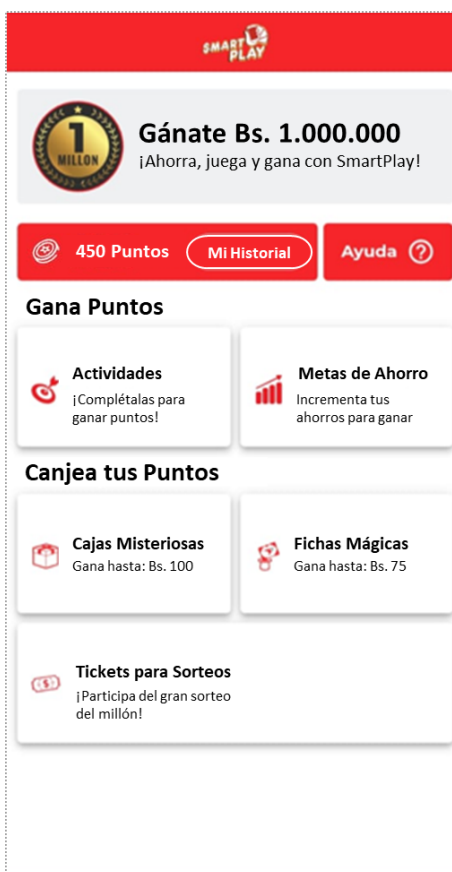 SMART
PLAY
1
MILLON
Gánate Bs. 1.000.000
¡Ahorra, juega y gana con SmartPlay!
450 Puntos
Mi Historial
Ayuda ?
Gana Puntos
Actividades
¡Complétalas para
ganar puntos!
Metas de Ahorro
Incrementa tus
ahorros para ganar
Canjea tus Puntos
Cajas Misteriosas
Gana hasta: Bs. 100
Fichas Mágicas
Gana hasta: Bs. 75
Tickets para Sorteos
¡Participa del gran sorteo
del millón!